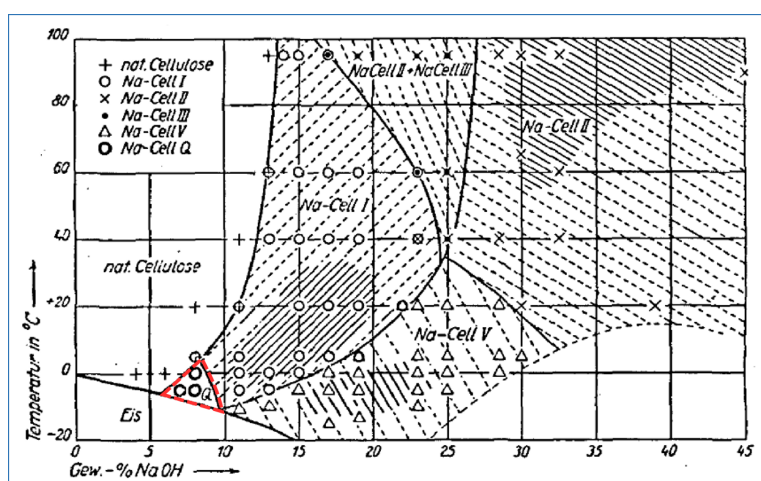 100
80
60
40
+20
0
-20
Temperatur in °C
+ nat. Cellulose
○ Na-Cell I
× Na-Cell II
• Na-Cell III
△ Na-Cell V
○ Na-Cell Q
NaCell II + NaCell III
Na-Cell II
Na-Cell I
nat. Cellulose
Na-Cell V
Q
Eis
0 5 10 15 20 25 30 35 40 45
Gew.-% NaOH